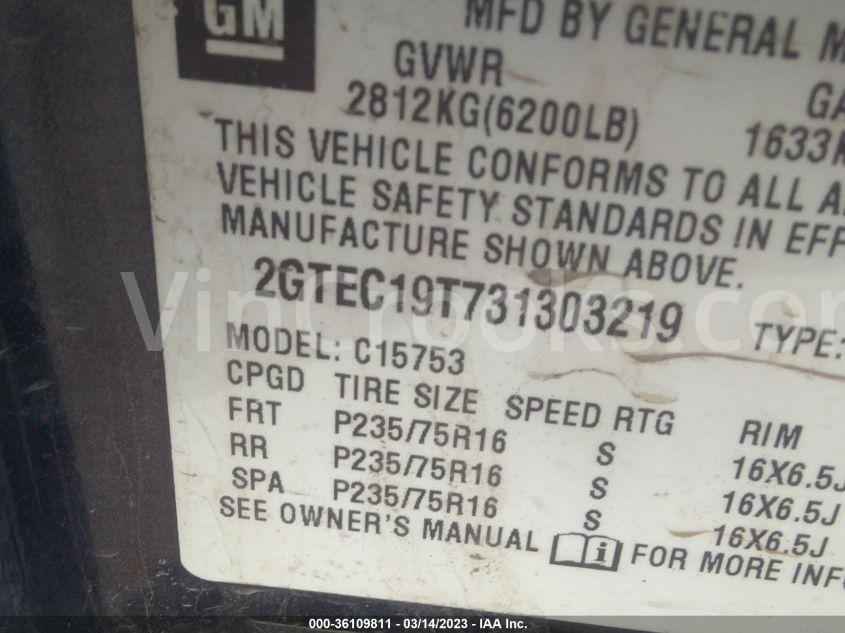 GM
MFD BY GENERAL M
GVWR GA
2812KG(6200LB) 1633K
THIS VEHICLE CONFORMS TO ALL A
VEHICLE SAFETY STANDARDS IN EFF
MANUFACTURE SHOWN ABOVE.
2GTEC19T731303219 TYPE:
MODEL: C15753
CPGD TIRE SIZE SPEED RTG RIM
FRT P235/75R16 S 16X6.5J
RR P235/75R16 S 16X6.5J
SPA P235/75R16 S 16X6.5J
SEE OWNER'S MANUAL i FOR MORE INFO
000-36109811 - 03/14/2023 - IAA Inc.